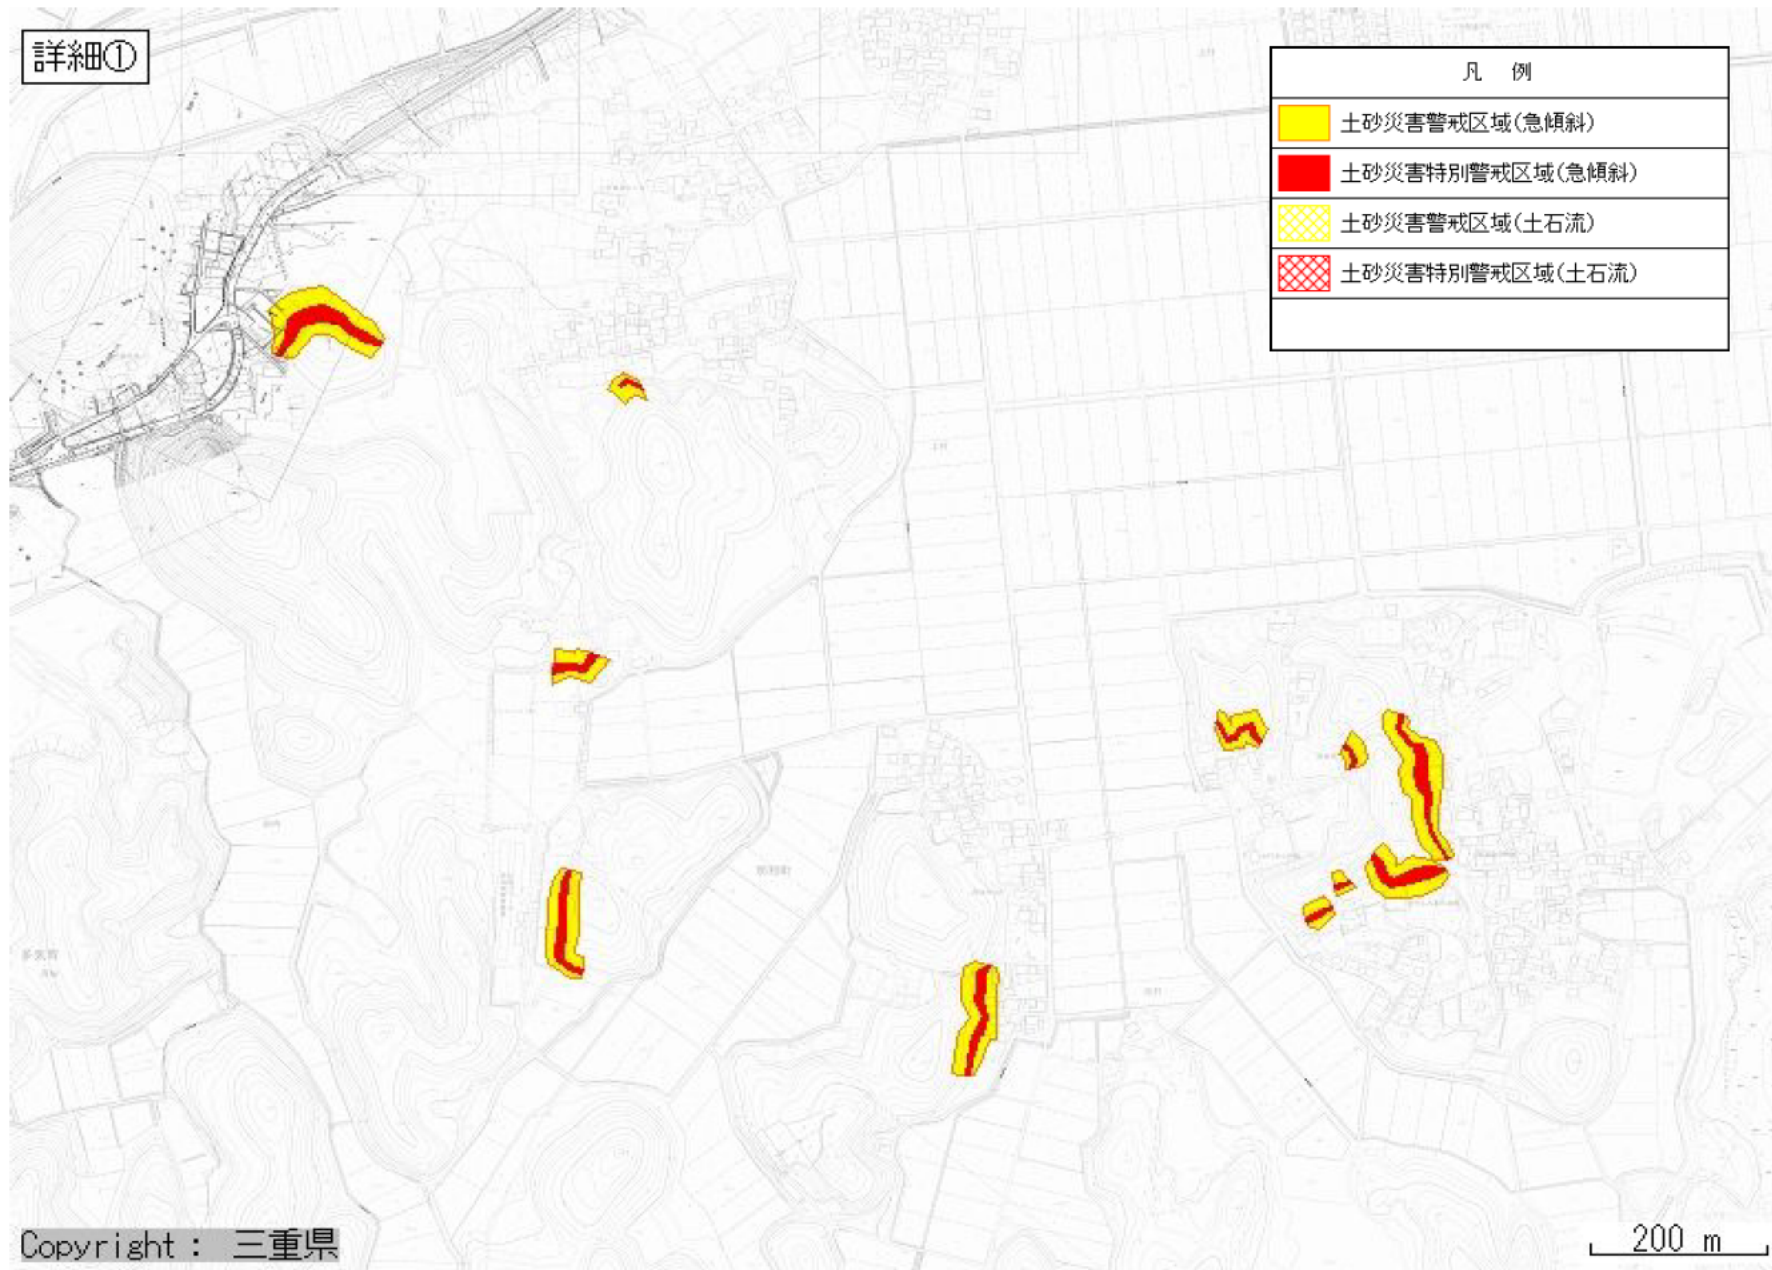 詳細①
凡 例
土砂災害警戒区域(急傾斜)
土砂災害特別警戒区域(急傾斜)
土砂災害警戒区域(土石流)
土砂災害特別警戒区域(土石流)
多気町
Copyright : 三重県
200 m